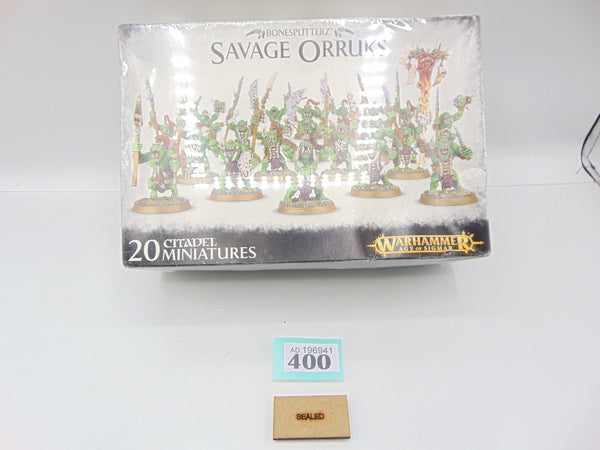 BONESPLITTERZ
SAVAGE ORRUKS
20 CITADEL
MINIATURES
WARHAMMER
AGE OF SIGMAR
AD 196941
400
SEALED